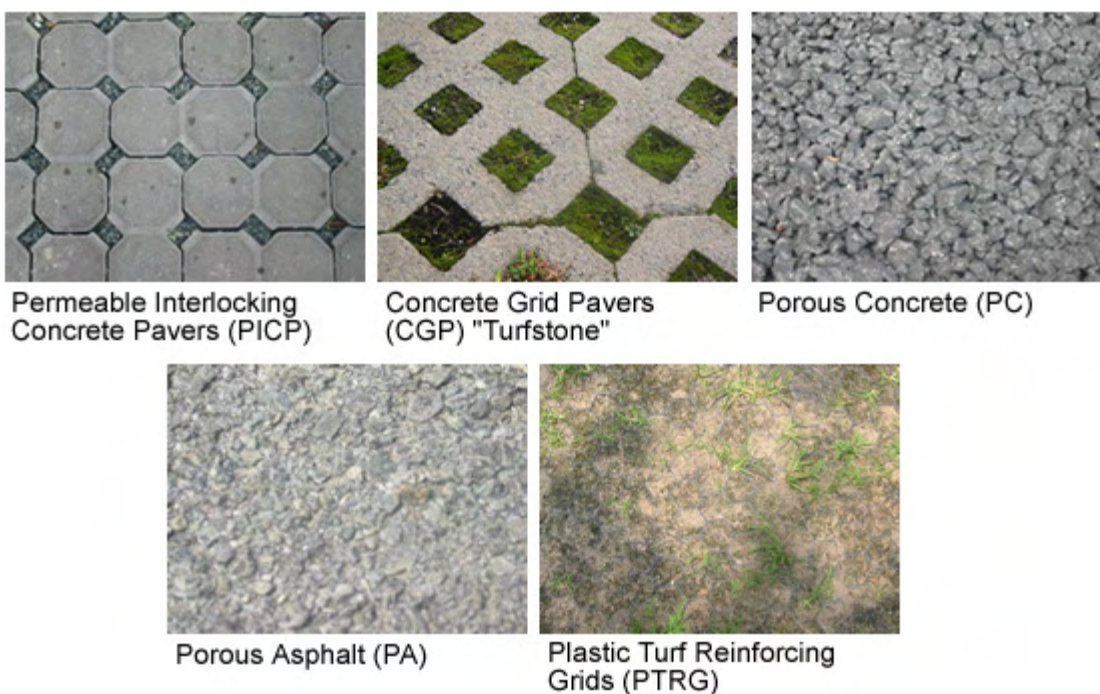 Permeable Interlocking
Concrete Pavers (PICP)
Concrete Grid Pavers
(CGP) "Turfstone"
Porous Concrete (PC)
Porous Asphalt (PA)
Plastic Turf Reinforcing
Grids (PTRG)